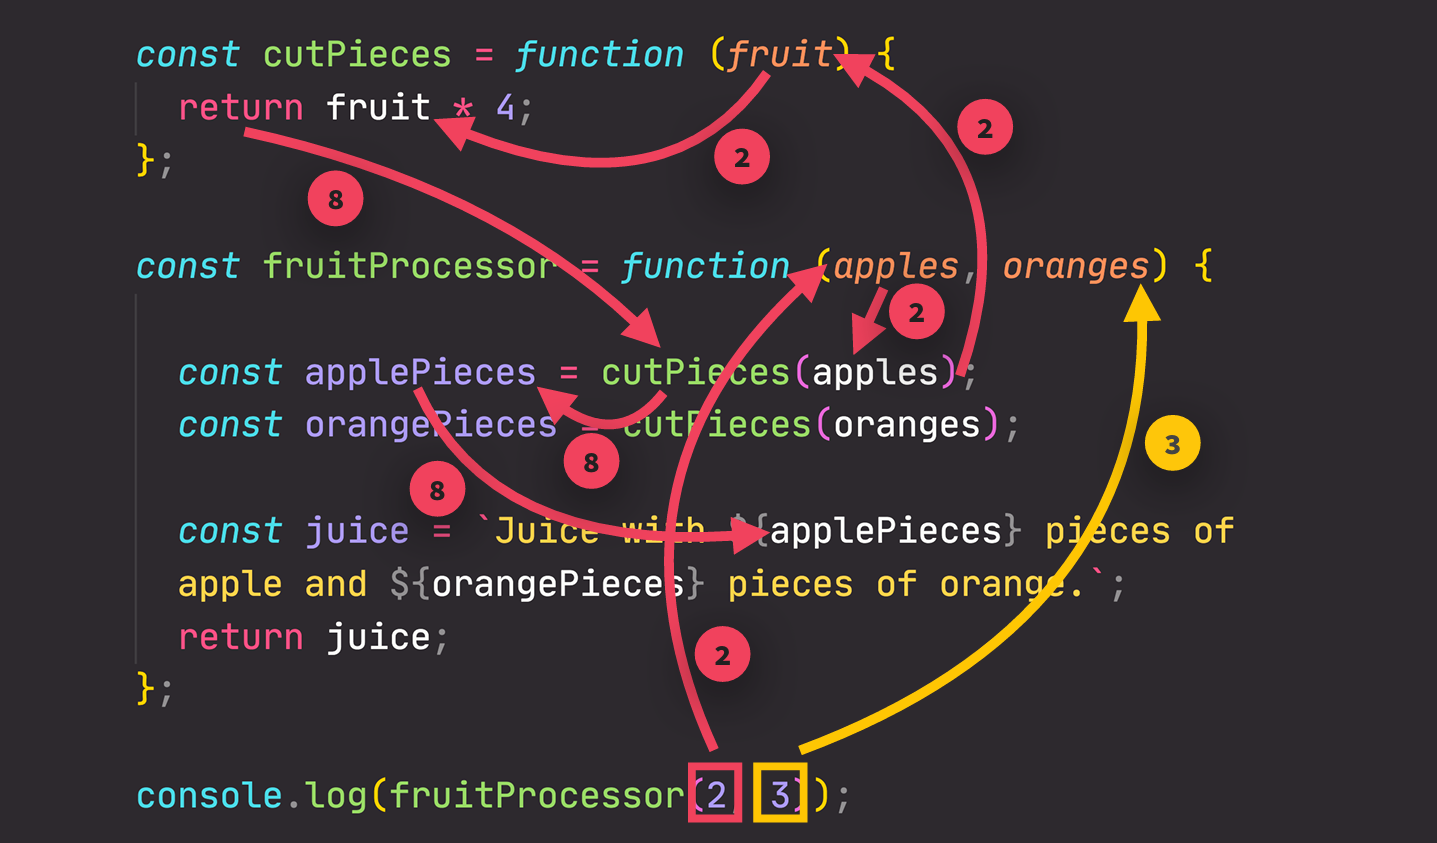 const cutPieces = function (fruit) {
return fruit * 4;
};
2
2
8
const fruitProcessor = function (apples, oranges) {
2
const applePieces = cutPieces(apples);
const orangePieces = cutPieces(oranges);
3
8
8
const juice = `Juice with ${applePieces} pieces of
apple and ${orangePieces} pieces of orange.`;
return juice;
2
};
console.log(fruitProcessor(2, 3));